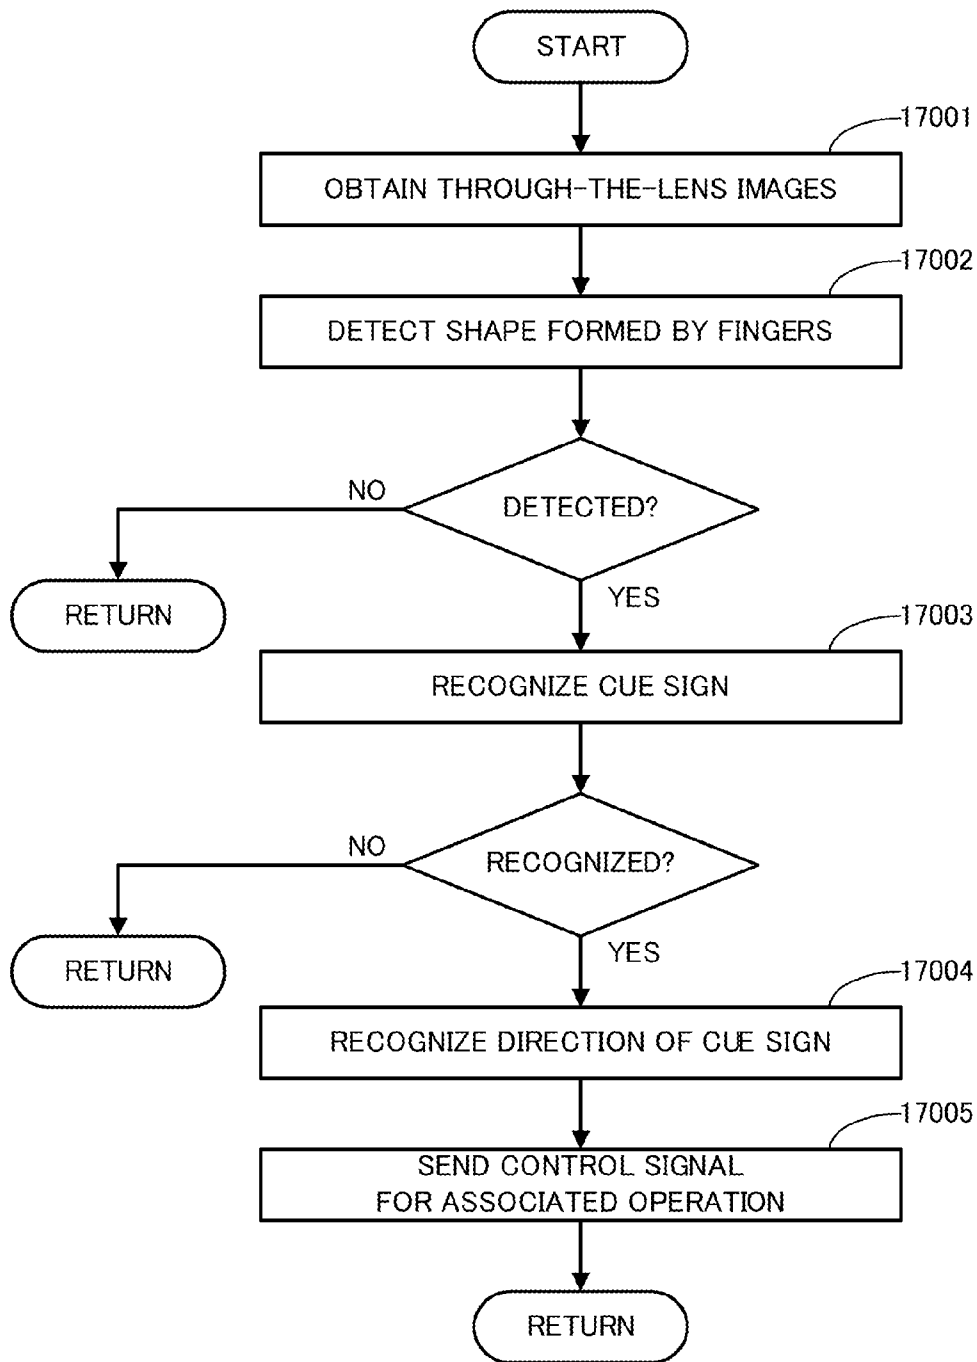 START
17001
OBTAIN THROUGH-THE-LENS IMAGES
17002
DETECT SHAPE FORMED BY FINGERS
NO
DETECTED?
RETURN
YES
17003
RECOGNIZE CUE SIGN
NO
RECOGNIZED?
RETURN
YES
17004
RECOGNIZE DIRECTION OF CUE SIGN
17005
SEND CONTROL SIGNAL
FOR ASSOCIATED OPERATION
RETURN